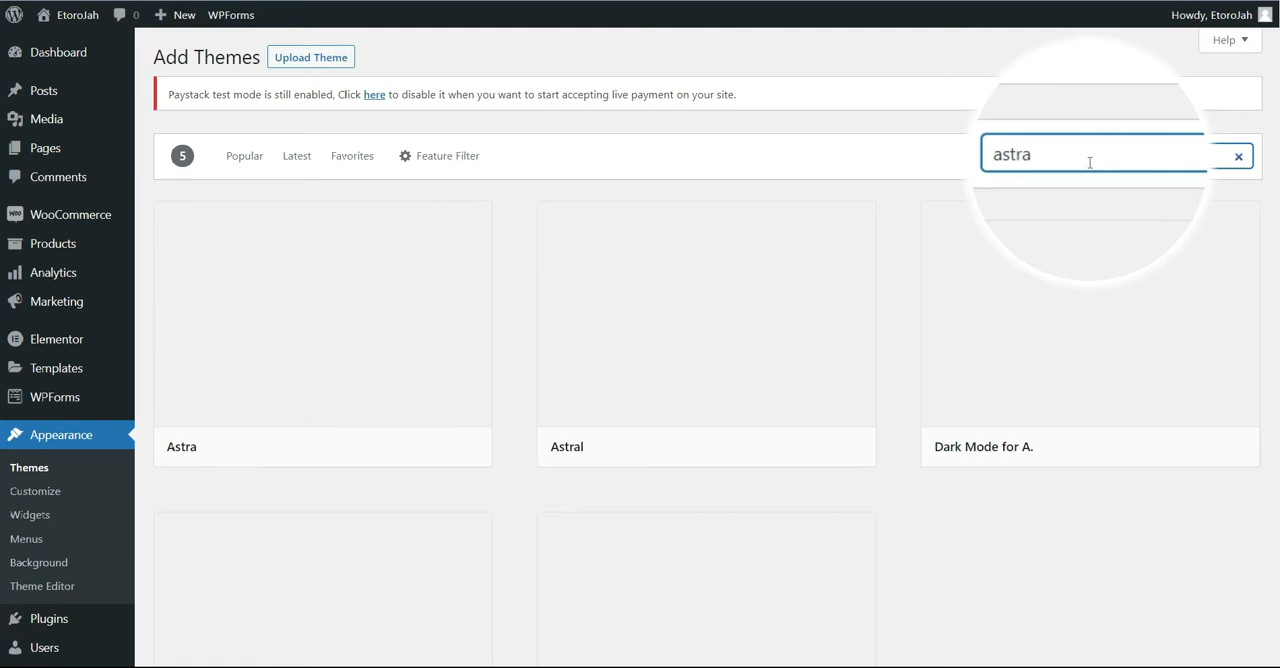 EtoroJah 0 New WPForms Howdy, EtoroJah
Help
Add Themes Upload Theme
Paystack test mode is still enabled, Click here to disable it when you want to start accepting live payment on your site.
5 Popular Latest Favorites Feature Filter astra
Dashboard
Posts
Media
Pages
Comments
WooCommerce
Products
Analytics
Marketing
Elementor
Templates
WPForms
Appearance
Themes
Customize
Widgets
Menus
Background
Theme Editor
Plugins
Users
Astra Astral Dark Mode for A.